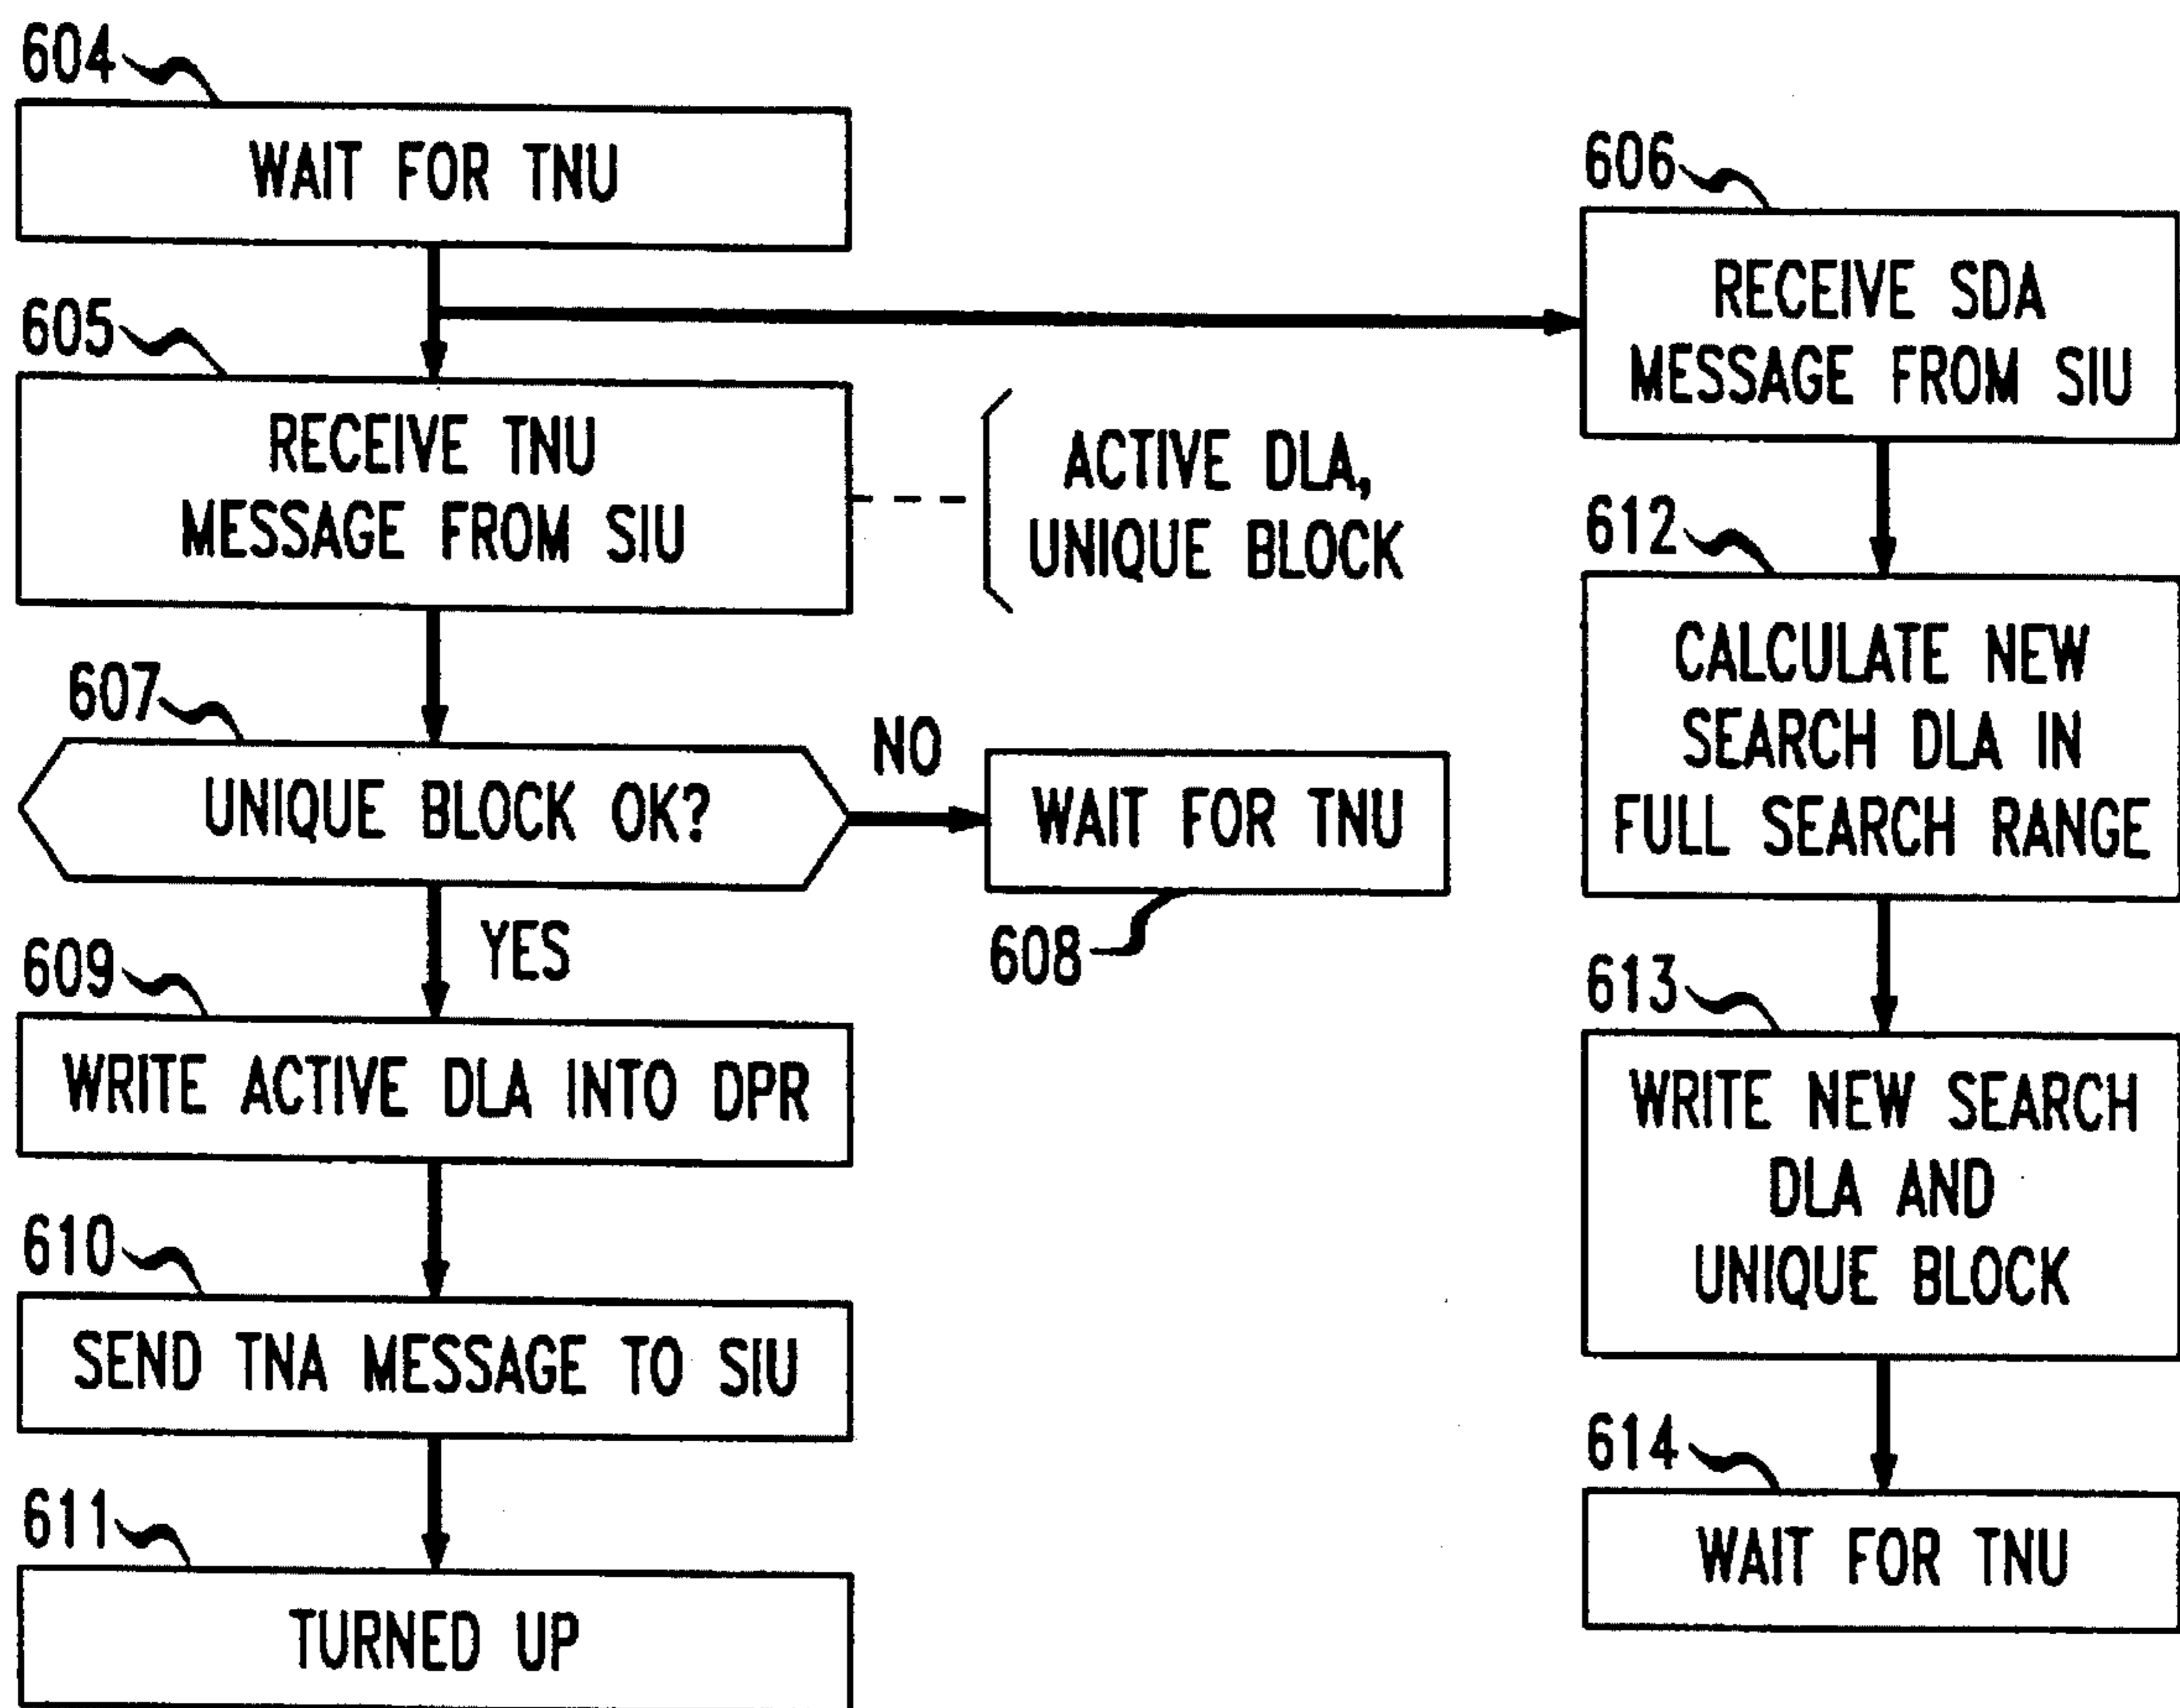 604
WAIT FOR TNU
605
RECEIVE TNU
MESSAGE FROM SIU
ACTIVE DLA,
UNIQUE BLOCK
607
UNIQUE BLOCK OK?
NO
WAIT FOR TNU
608
YES
609
WRITE ACTIVE DLA INTO DPR
610
SEND TNA MESSAGE TO SIU
611
TURNED UP
606
RECEIVE SDA
MESSAGE FROM SIU
612
CALCULATE NEW
SEARCH DLA IN
FULL SEARCH RANGE
613
WRITE NEW SEARCH
DLA AND
UNIQUE BLOCK
614
WAIT FOR TNU